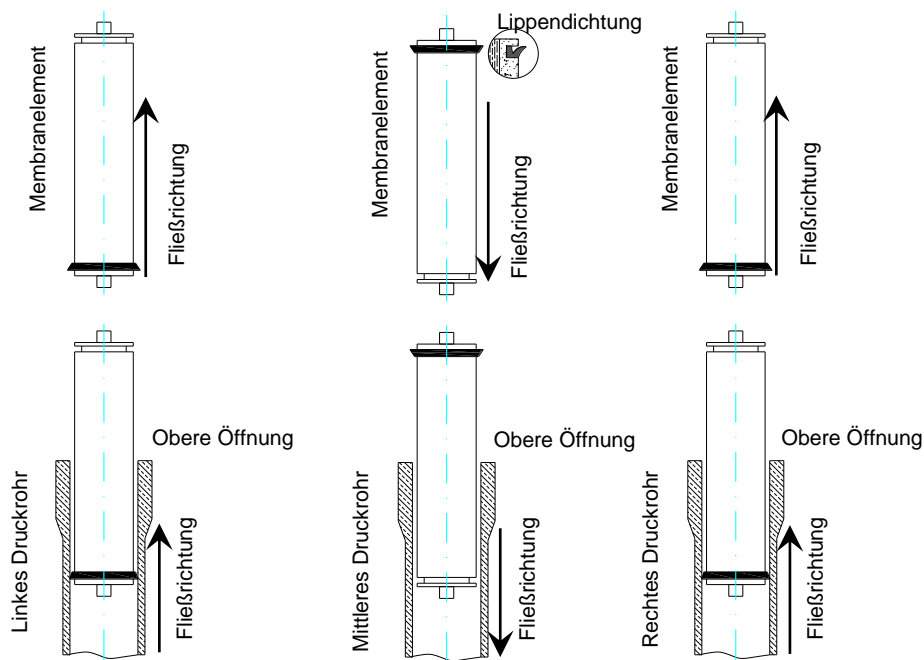 Lippendichtung
Membranelement
Fließrichtung
Membranelement
Fließrichtung
Membranelement
Fließrichtung
Obere Öffnung
Linkes Druckrohr
Fließrichtung
Obere Öffnung
Mittleres Druckrohr
Fließrichtung
Obere Öffnung
Rechtes Druckrohr
Fließrichtung